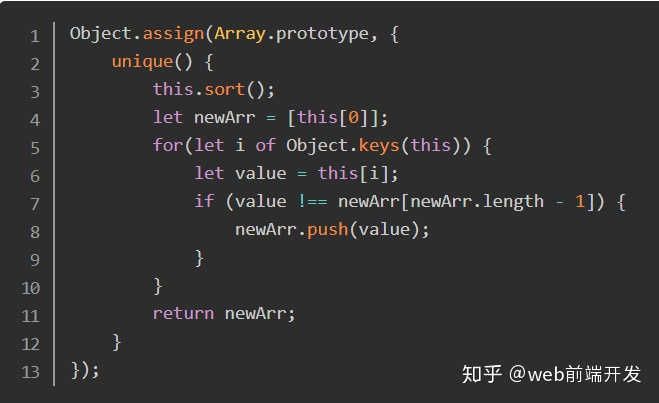 1 Object.assign(Array.prototype, {
2     unique() {
3         this.sort();
4         let newArr = [this[0]];
5         for(let i of Object.keys(this)) {
6             let value = this[i];
7             if (value !== newArr[newArr.length - 1]) {
8                 newArr.push(value);
9             }
10         }
11         return newArr;
12     }
13 });
知乎 @web前端开发